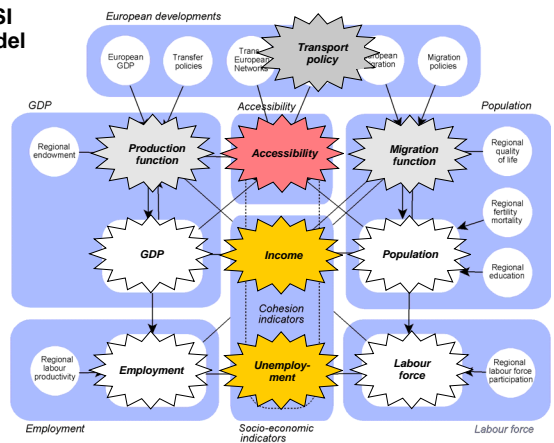 SI
del
European developments
European
GDP
Transfer
policies
Trans
European
Networks
Transport
policy
Migration
policies
GDP
Accessibility
Population
Regional
endowment
Production
function
Accessibility
Migration
function
Regional
quality
of life
Regional
fertility
mortality
GDP
Income
Population
Regional
education
Cohesion
indicators
Regional
labour
productivity
Employment
Unemploy-
ment
Labour
force
Regional
labour force
participation
Employment
Socio-economic
indicators
Labour force